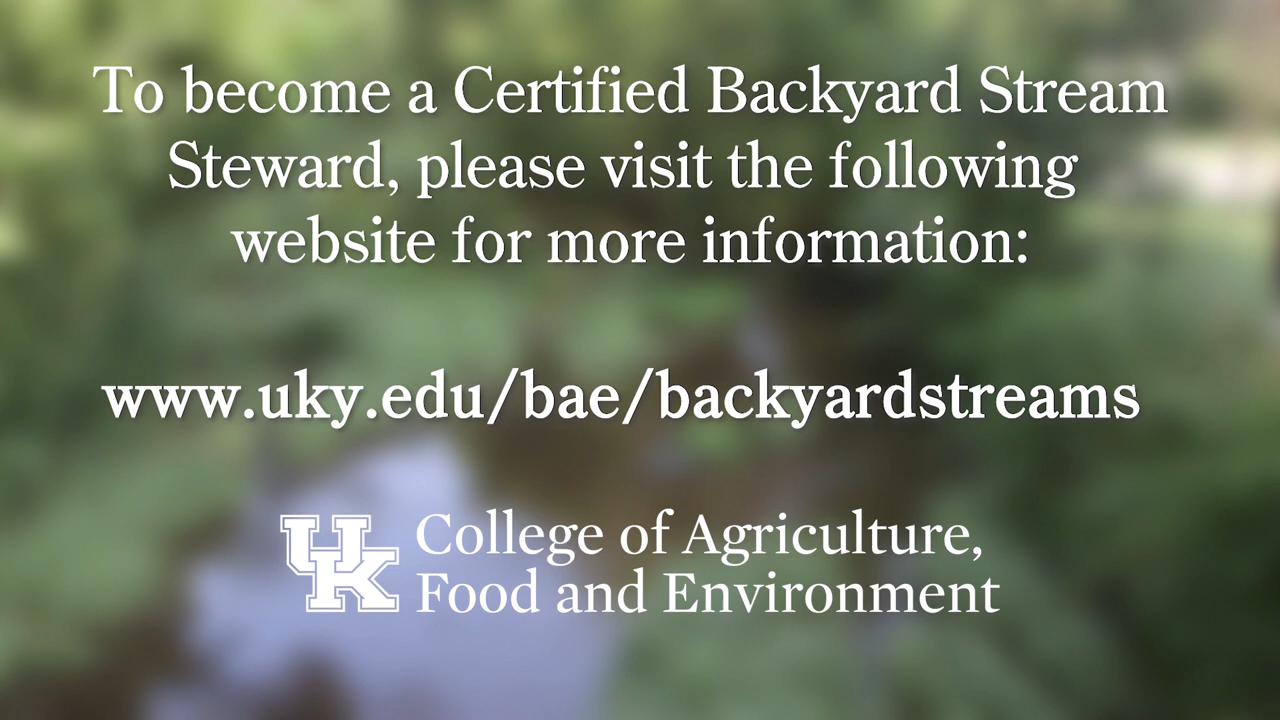 To become a Certified Backyard Stream
Steward, please visit the following
website for more information:
www.uky.edu/bae/backyardstreams
UK College of Agriculture,
Food and Environment